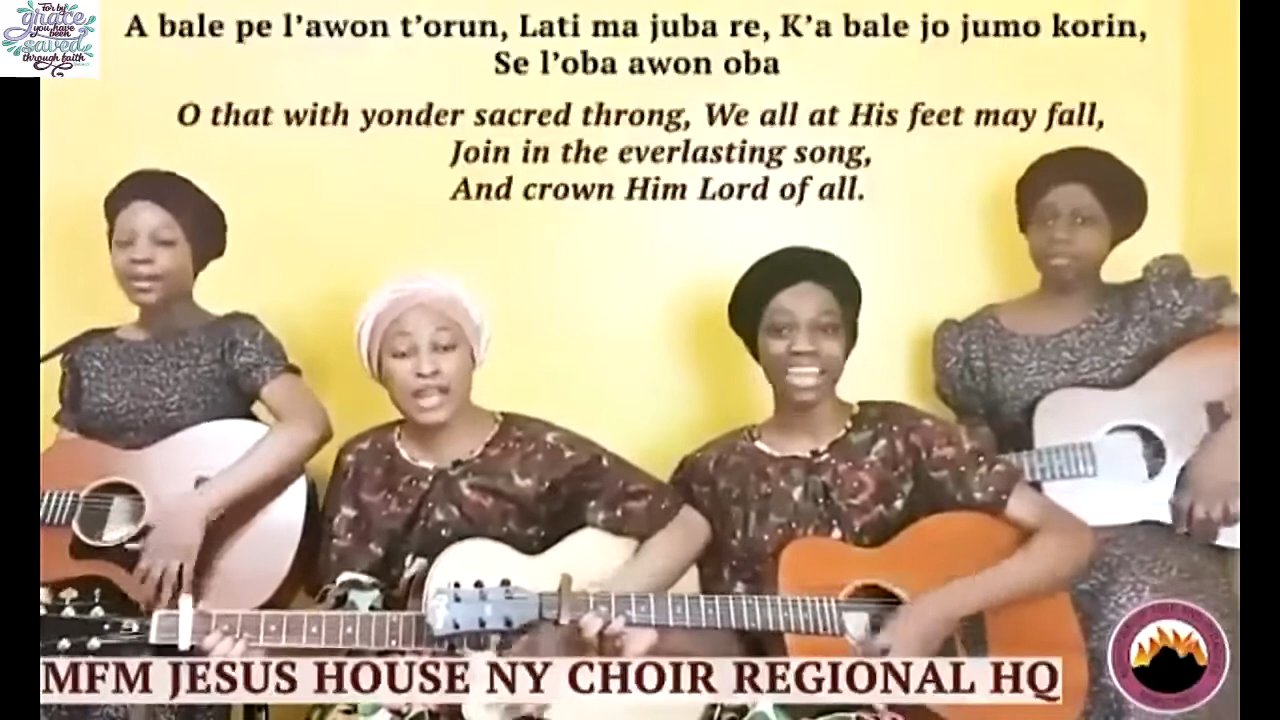 For by
grace
you have
been
saved
through faith
A bale pe l’awon t’orun, Lati ma juba re, K’a bale jo jumo korin,
Se l’oba awon oba
O that with yonder sacred throng, We all at His feet may fall,
Join in the everlasting song,
And crown Him Lord of all.
MFM JESUS HOUSE NY CHOIR REGIONAL HQ